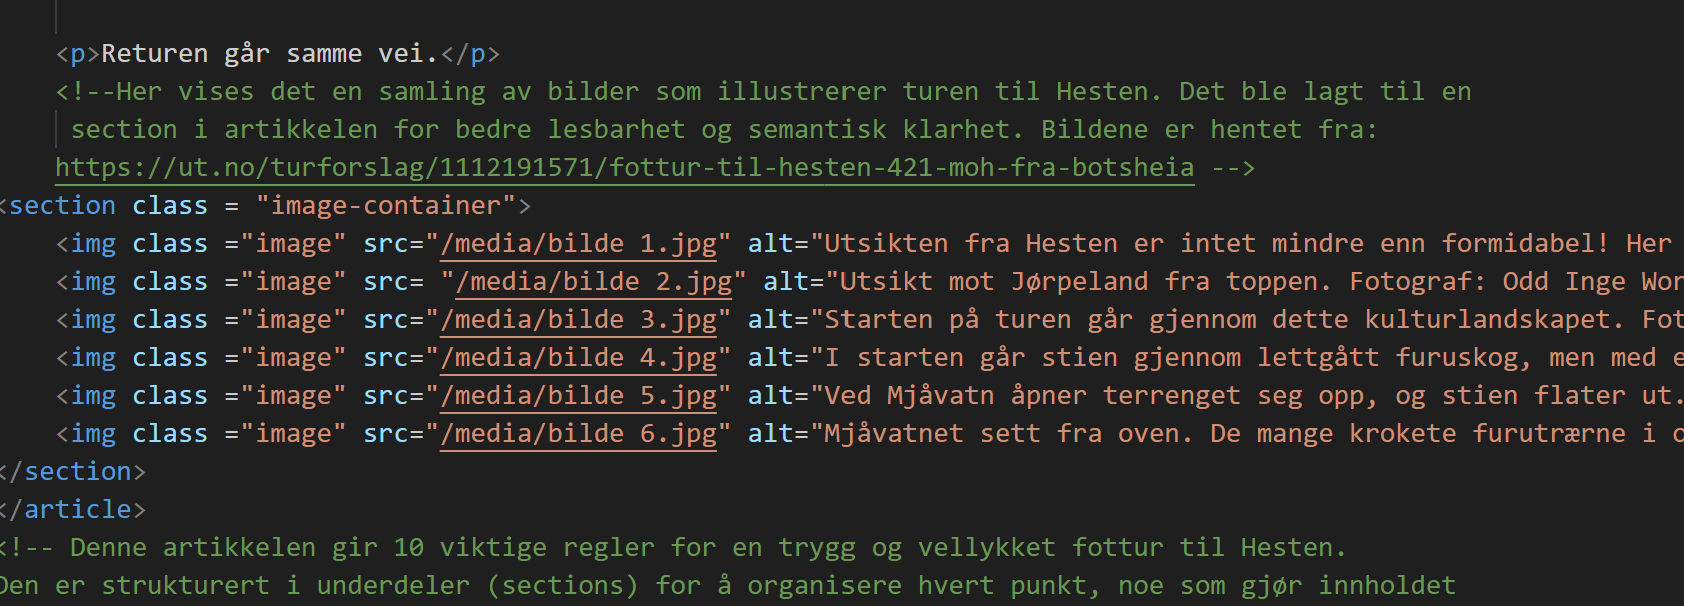 <p>Returen går samme vei.</p>
<!--Her vises det en samling av bilder som illustrerer turen til Hesten. Det ble lagt til en
section i artikkelen for bedre lesbarhet og semantisk klarhet. Bildene er hentet fra:
https://ut.no/turforslag/1112191571/fottur-til-hesten-421-moh-fra-botsheia -->
<section class = "image-container">
<img class ="image" src="/media/bilde 1.jpg" alt="Utsikten fra Hesten er intet mindre enn formidabel! Her
<img class ="image" src= "/media/bilde 2.jpg" alt="Utsikt mot Jørpeland fra toppen. Fotograf: Odd Inge Wor
<img class ="image" src="/media/bilde 3.jpg" alt="Starten på turen går gjennom dette kulturlandskapet. Fot
<img class ="image" src="/media/bilde 4.jpg" alt="I starten går stien gjennom lettgått furuskog, men med e
<img class ="image" src="/media/bilde 5.jpg" alt="Ved Mjåvatn åpner terrenget seg opp, og stien flater ut.
<img class ="image" src="/media/bilde 6.jpg" alt="Mjåvatnet sett fra oven. De mange krokete furutrærne i o
</section>
</article>
<!-- Denne artikkelen gir 10 viktige regler for en trygg og vellykket fottur til Hesten.
Den er strukturert i underdeler (sections) for å organisere hvert punkt, noe som gjør innholdet